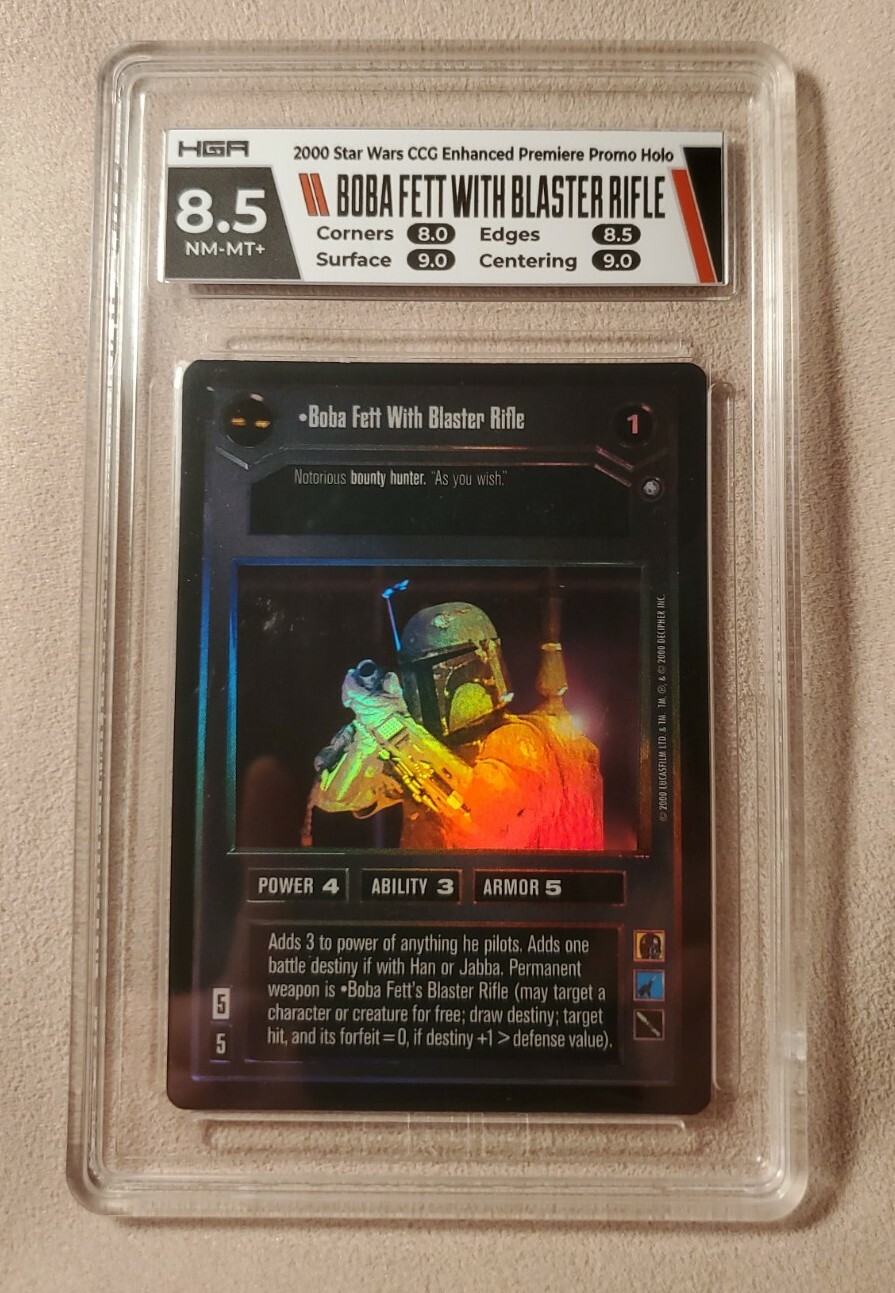 HGA
2000 Star Wars CCG Enhanced Premiere Promo Holo
8.5
NM-MT+
BOBA FETT WITH BLASTER RIFLE
Corners 8.0 Edges 8.5
Surface 9.0 Centering 9.0
•Boba Fett With Blaster Rifle
1
Notorious bounty hunter. "As you wish."
© 2000 LUCASFILM LTD. & TM. TM, ®, & © 2000 DECIPHER INC.
POWER 4 ABILITY 3 ARMOR 5
Adds 3 to power of anything he pilots. Adds one
battle destiny if with Han or Jabba. Permanent
weapon is •Boba Fett's Blaster Rifle (may target a
character or creature for free; draw destiny; target
hit, and its forfeit = 0, if destiny +1 > defense value).
5
5